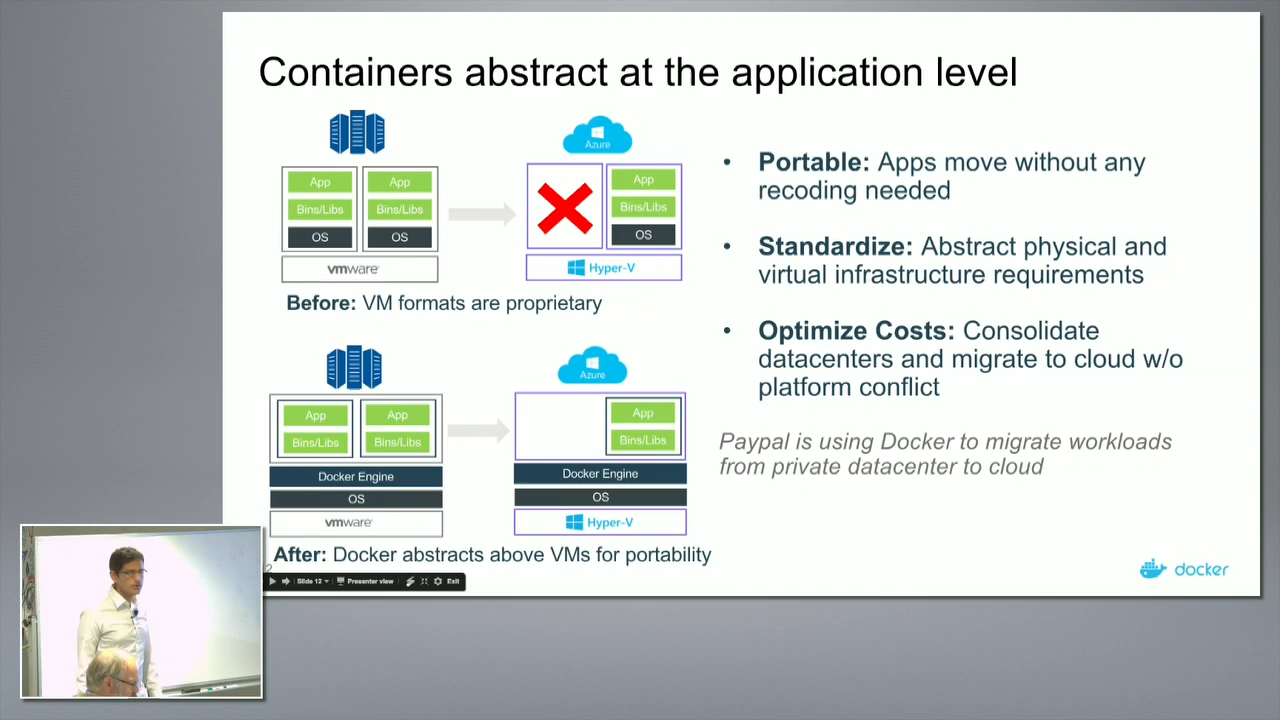 Containers abstract at the application level
Azure
App
App
App
Bins/Libs
Bins/Libs
Bins/Libs
OS
OS
OS
vmware
Hyper-V
Before: VM formats are proprietary
Azure
App
App
App
Bins/Libs
Bins/Libs
Bins/Libs
Docker Engine
Docker Engine
OS
OS
vmware
Hyper-V
After: Docker abstracts above VMs for portability
• Portable: Apps move without any
recoding needed
• Standardize: Abstract physical and
virtual infrastructure requirements
• Optimize Costs: Consolidate
datacenters and migrate to cloud w/o
platform conflict
Paypal is using Docker to migrate workloads
from private datacenter to cloud
docker
2
Slide 12
Presenter view
Exit